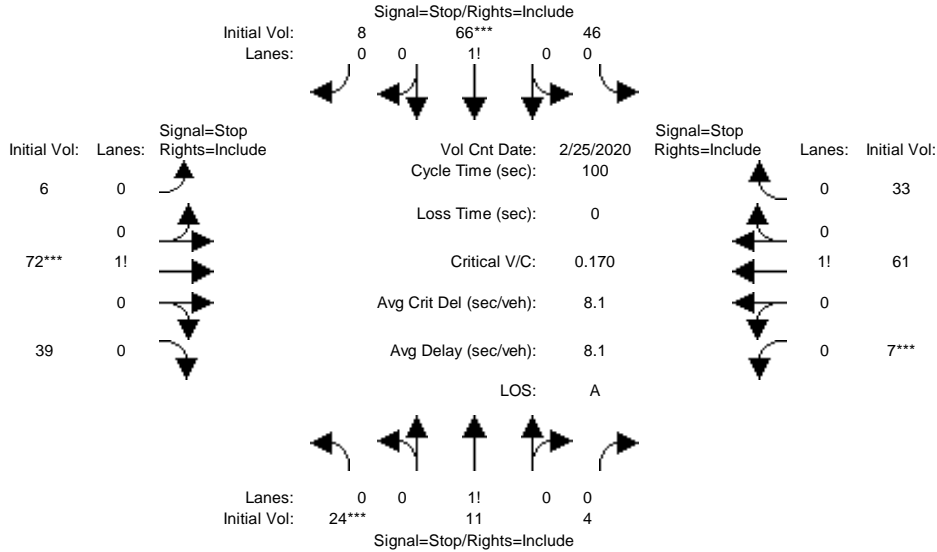 Signal=Stop/Rights=Include
Initial Vol: 8 66*** 46
Lanes: 0 0 1! 0 0
Signal=Stop
Rights=Include
Initial Vol: Lanes:
Vol Cnt Date: 2/25/2020
Signal=Stop
Rights=Include
Lanes: Initial Vol:
Cycle Time (sec): 100
6 0
0 33
Loss Time (sec): 0
0
0
72*** 1!
Critical V/C: 0.170
1! 61
0
Avg Crit Del (sec/veh): 8.1
0
39 0
Avg Delay (sec/veh): 8.1
0 7***
LOS: A
Lanes: 0 0 1! 0 0
Initial Vol: 24*** 11 4
Signal=Stop/Rights=Include